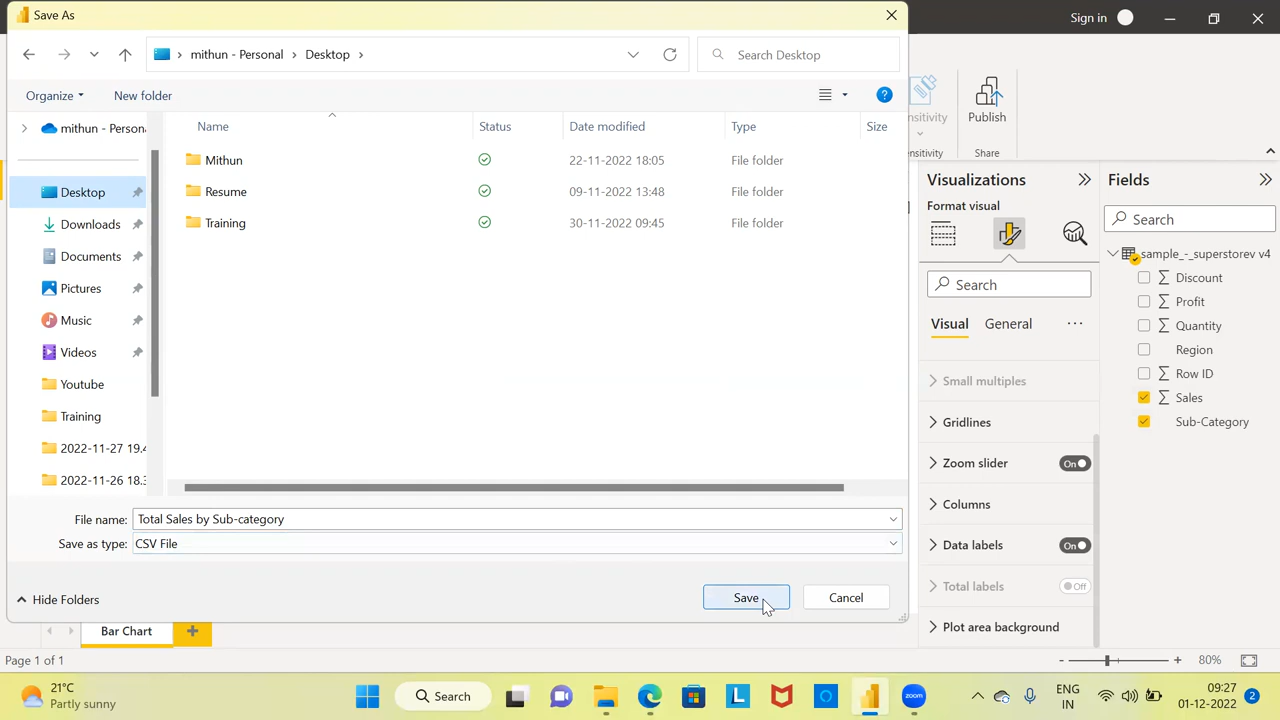 Save As
Sign in
mithun - Personal
Desktop
Search Desktop
Organize
New folder
nsitivity
Publish
nsitivity
Share
Name
Status
Date modified
Type
Size
mithun - Person
Desktop
Downloads
Documents
Pictures
Music
Videos
Youtube
Training
2022-11-27 19.4
2022-11-26 18.3
Mithun
22-11-2022 18:05
File folder
Resume
09-11-2022 13:48
File folder
Training
30-11-2022 09:45
File folder
File name: Total Sales by Sub-category
Save as type: CSV File
Hide Folders
Save
Cancel
Visualizations
Format visual
Search
Visual
General
...
Small multiples
Gridlines
Zoom slider
On
Columns
Data labels
On
Total labels
Off
Plot area background
Fields
Search
sample_-_superstorev v4
Discount
Profit
Quantity
Region
Row ID
Sales
Sub-Category
Bar Chart
Page 1 of 1
80%
21°C
Partly sunny
Search
zoom
ENG
IN
09:27
01-12-2022
2